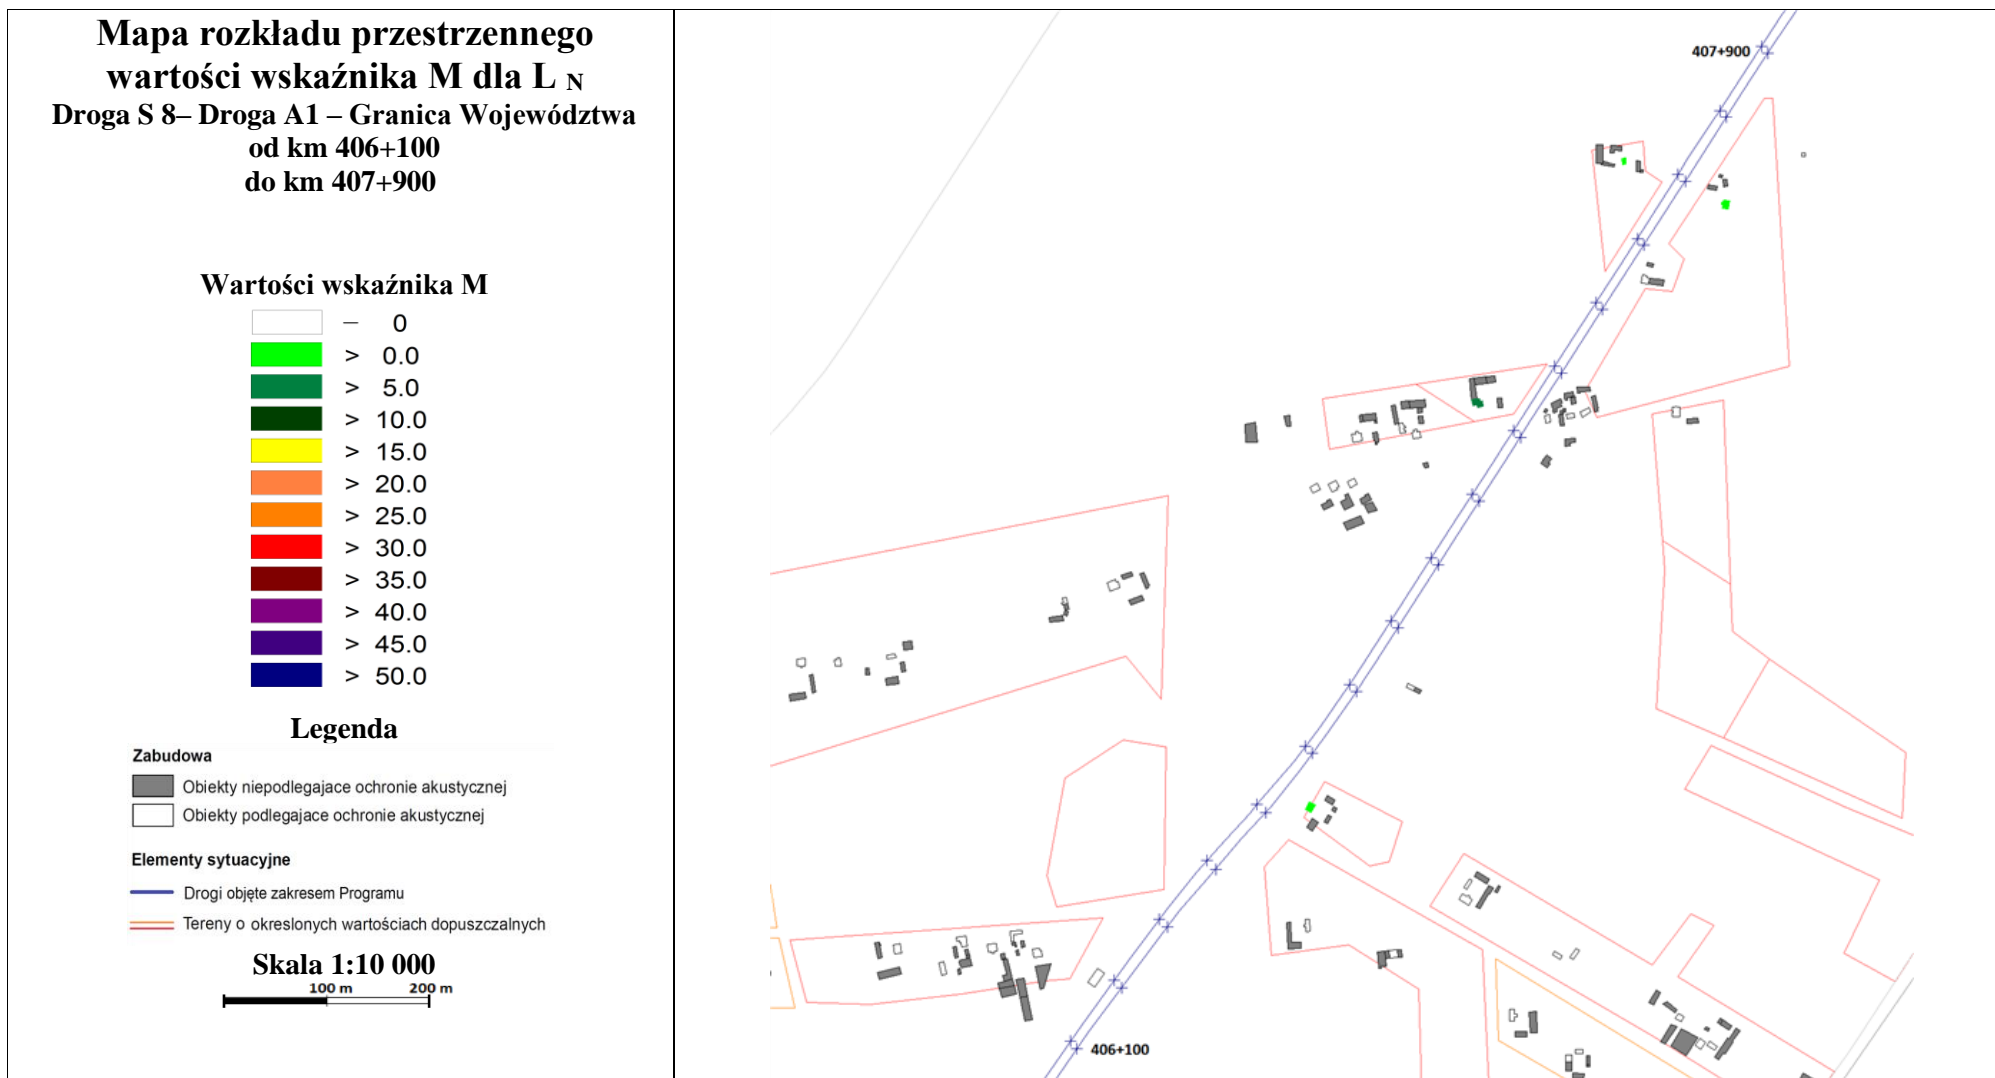 Mapa rozkładu przestrzennego
wartości wskaźnika M dla L N
Droga S 8– Droga A1 – Granica Województwa
od km 406+100
do km 407+900
Wartości wskaźnika M
– 0
> 0.0
> 5.0
> 10.0
> 15.0
> 20.0
> 25.0
> 30.0
> 35.0
> 40.0
> 45.0
> 50.0
Legenda
Zabudowa
Obiekty niepodlegajace ochronie akustycznej
Obiekty podlegajace ochronie akustycznej
Elementy sytuacyjne
Drogi objęte zakresem Programu
Tereny o okreslonych wartościach dopuszczalnych
Skala 1:10 000
100 m 200 m
407+900
406+100